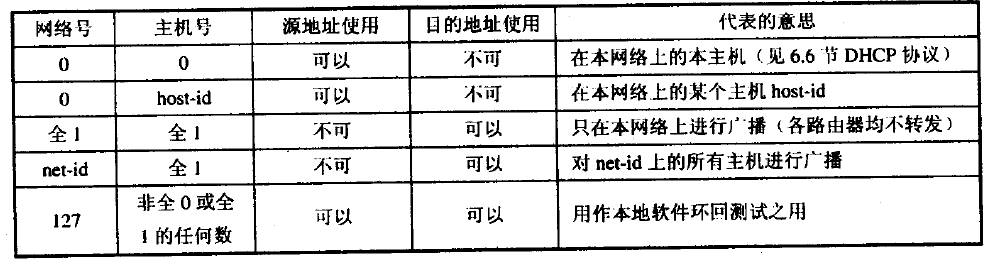 网络号 主机号 源地址使用 目的地址使用 代表的意思
0 0 可以 不可 在本网络上的本主机（见 6.6 节 DHCP 协议）
0 host-id 可以 不可 在本网络上的某个主机 host-id
全 1 全 1 不可 可以 只在本网络上进行广播（各路由器均不转发）
net-id 全 1 不可 可以 对 net-id 上的所有主机进行广播
127 非全 0 或全 1 的任何数 可以 可以 用作本地软件环回测试之用